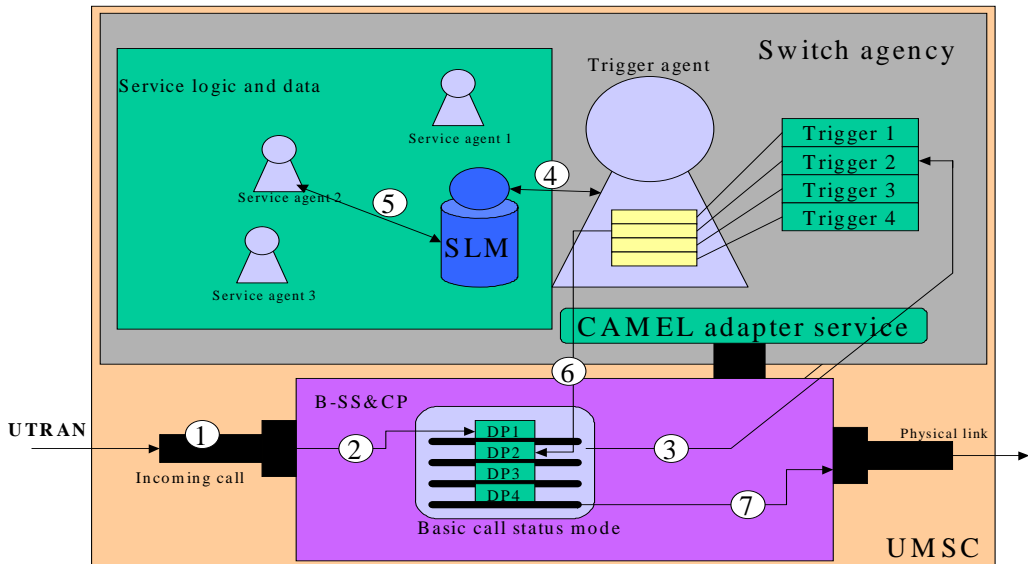 Switch agency
Service logic and data
Trigger agent
Service agent 1
Trigger 1
Trigger 2
Trigger 3
Trigger 4
4
5
Service agent 2
SLM
Service agent 3
CAMEL adapter service
6
B-SS&CP
UTRAN
1
2
DP1
DP2
DP3
DP4
3
Physical link
Incoming call
7
Basic call status mode
UMSC